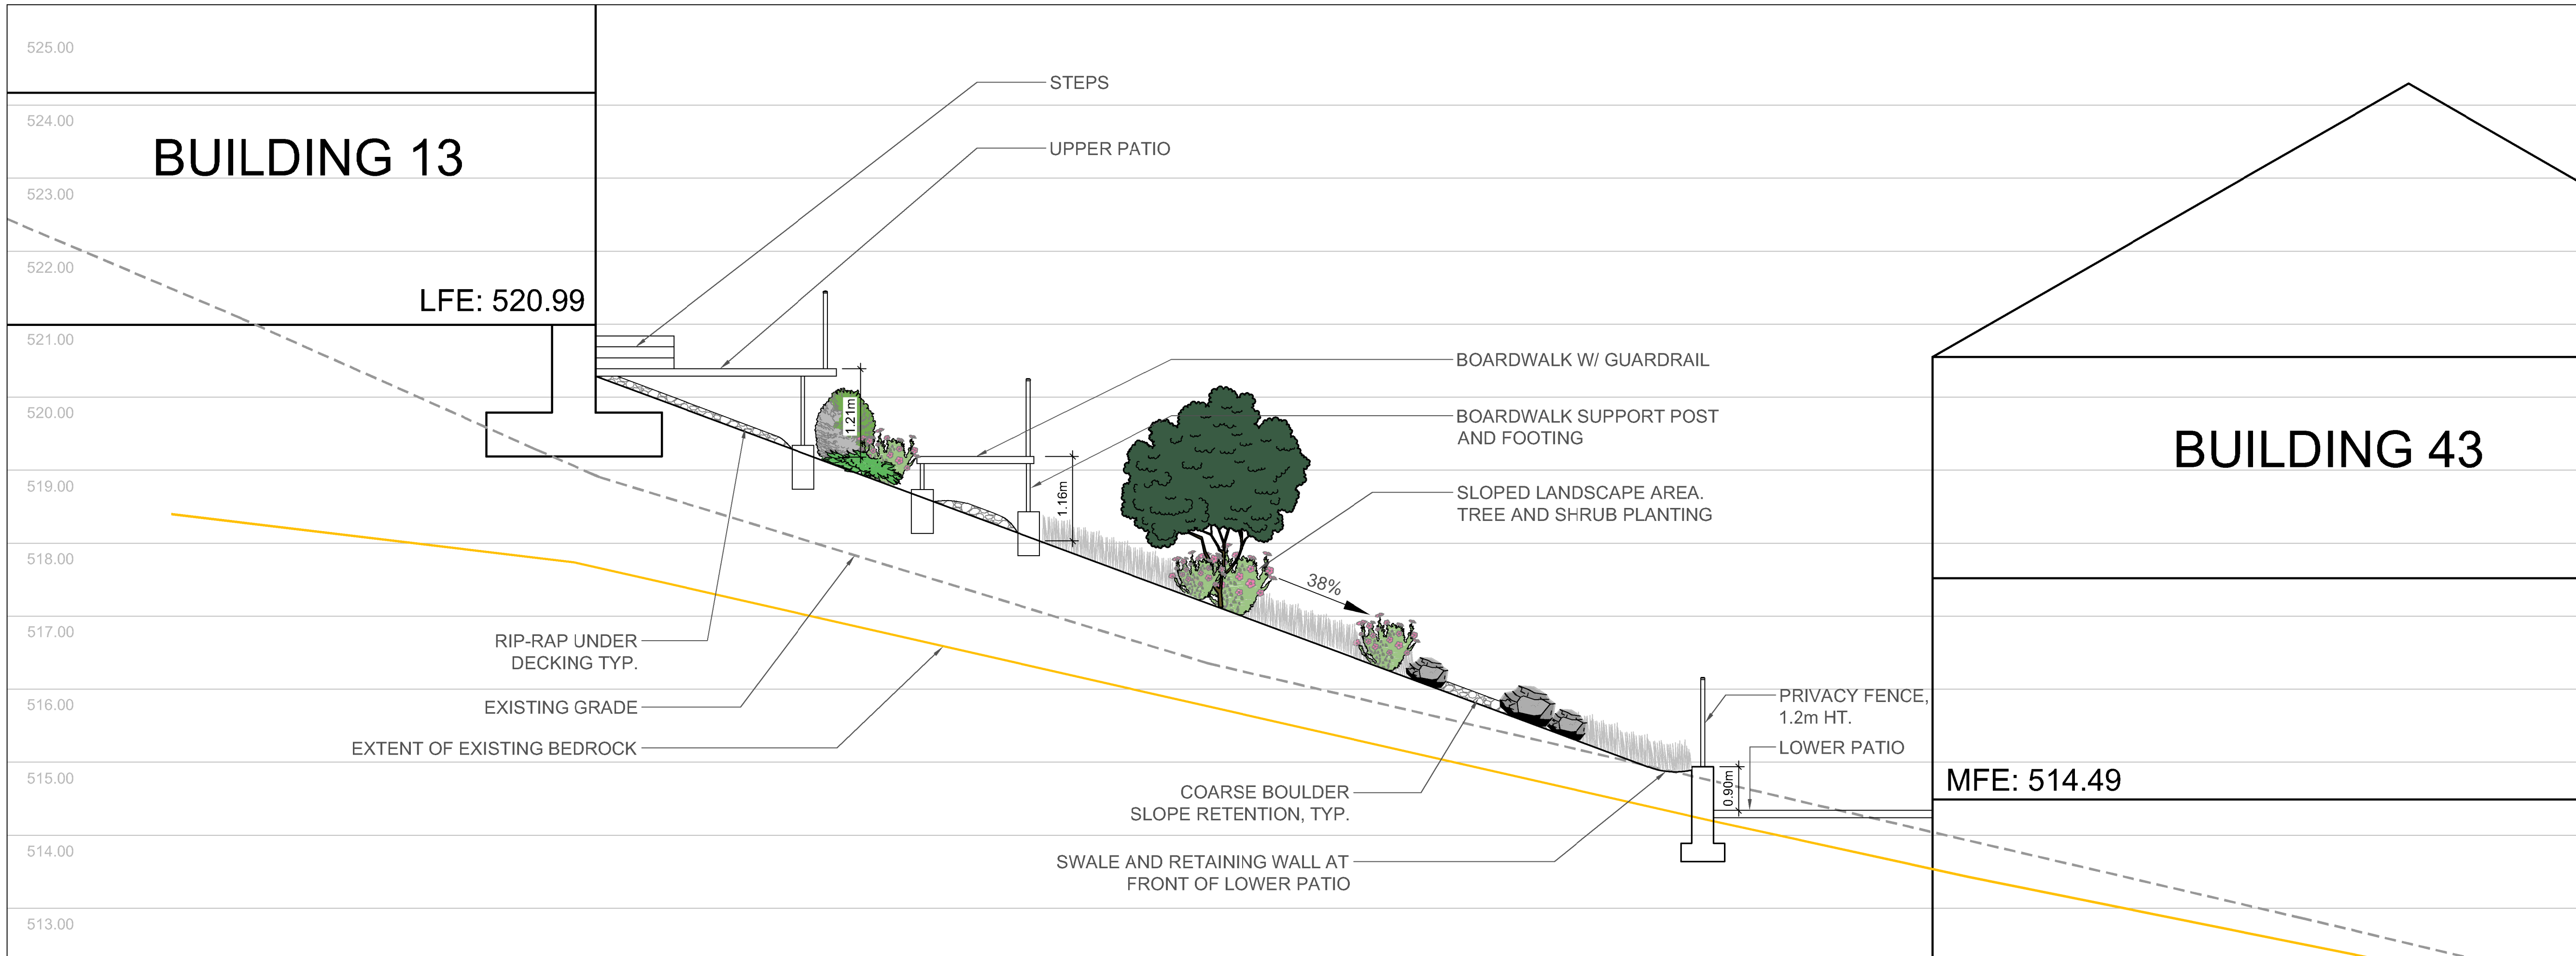 525.00
STEPS
524.00
BUILDING 13
UPPER PATIO
523.00
522.00
LFE: 520.99
521.00
BOARDWALK W/ GUARDRAIL
520.00
1.21m
BOARDWALK SUPPORT POST
AND FOOTING
BUILDING 43
519.00
1.16m
SLOPED LANDSCAPE AREA.
TREE AND SHRUB PLANTING
518.00
38%
517.00
RIP-RAP UNDER
DECKING TYP.
516.00
EXISTING GRADE
PRIVACY FENCE,
1.2m HT.
EXTENT OF EXISTING BEDROCK
LOWER PATIO
515.00
0.90m
MFE: 514.49
COARSE BOULDER
SLOPE RETENTION, TYP.
514.00
SWALE AND RETAINING WALL AT
FRONT OF LOWER PATIO
513.00